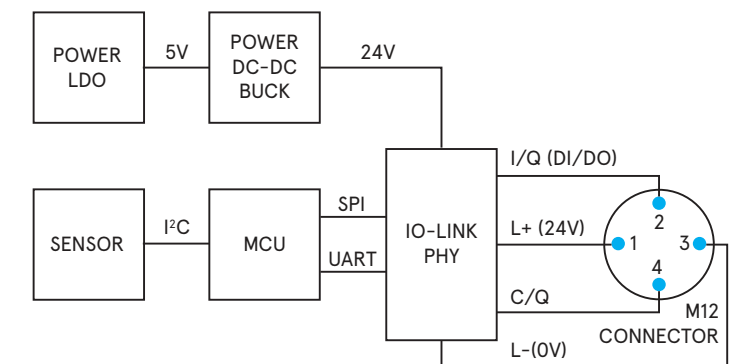 POWER
LDO
5V
POWER
DC-DC
BUCK
24V
SENSOR
I²C
MCU
SPI
UART
IO-LINK
PHY
I/Q (DI/DO)
L+ (24V)
C/Q
L-(0V)
2
1
3
4
M12
CONNECTOR